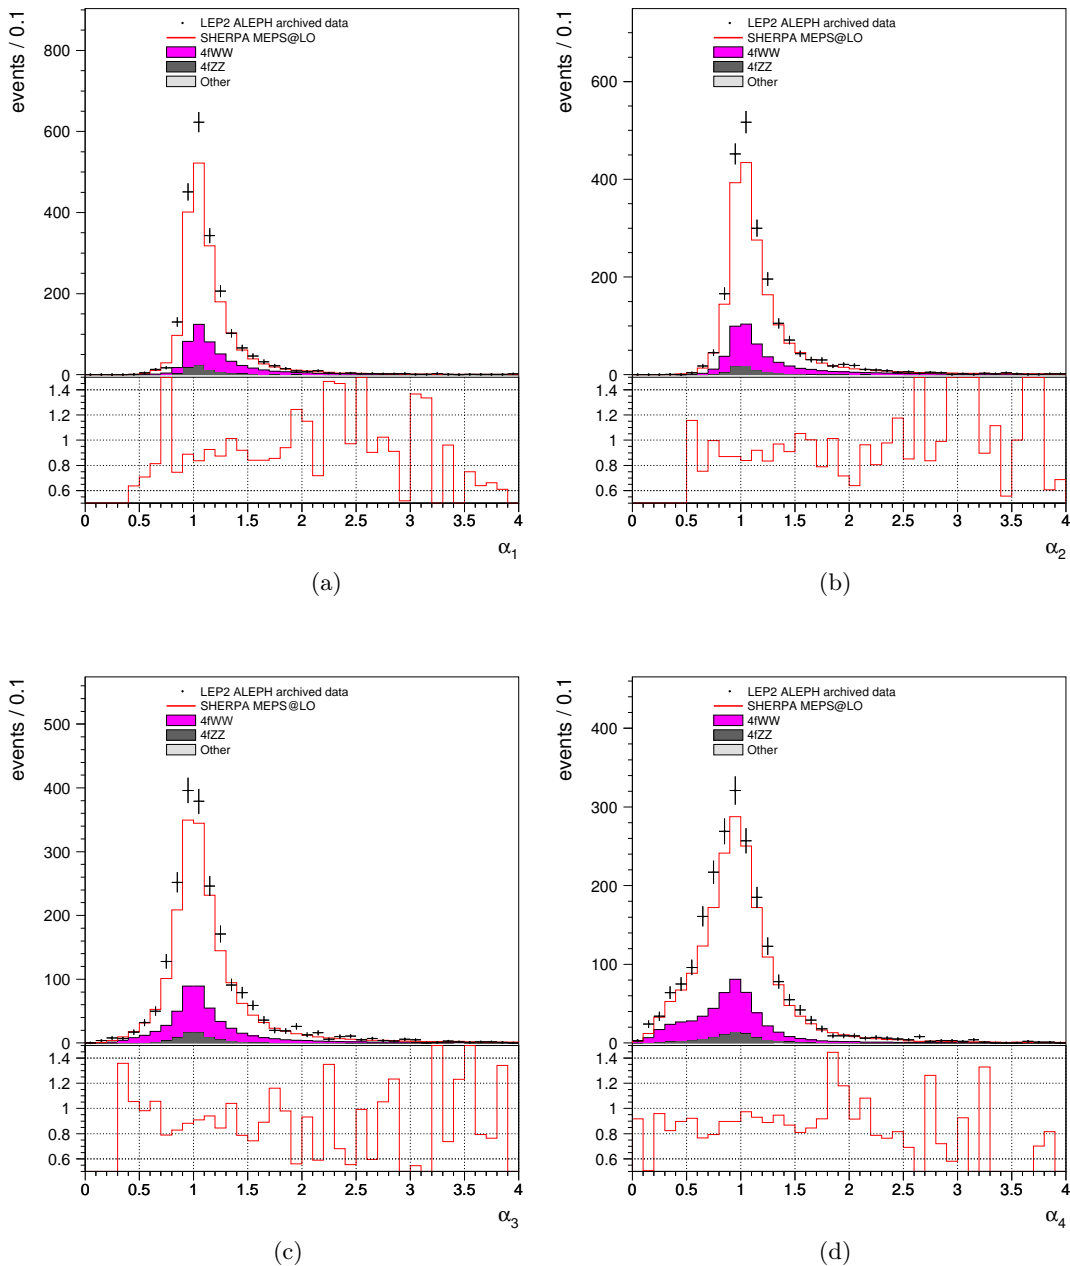 events / 0.1
LEP2 ALEPH archived data
SHERPA MEPS@LO
4fWW
4fZZ
Other
800
600
400
200
0
1.4
1.2
1
0.8
0.6
0 0.5 1 1.5 2 2.5 3 3.5 4
α1
(a)
events / 0.1
LEP2 ALEPH archived data
SHERPA MEPS@LO
4fWW
4fZZ
Other
600
400
200
0
1.4
1.2
1
0.8
0.6
0 0.5 1 1.5 2 2.5 3 3.5 4
α2
(b)
events / 0.1
LEP2 ALEPH archived data
SHERPA MEPS@LO
4fWW
4fZZ
Other
500
400
300
200
100
0
1.4
1.2
1
0.8
0.6
0 0.5 1 1.5 2 2.5 3 3.5 4
α3
(c)
events / 0.1
LEP2 ALEPH archived data
SHERPA MEPS@LO
4fWW
4fZZ
Other
400
300
200
100
0
1.4
1.2
1
0.8
0.6
0 0.5 1 1.5 2 2.5 3 3.5 4
α4
(d)